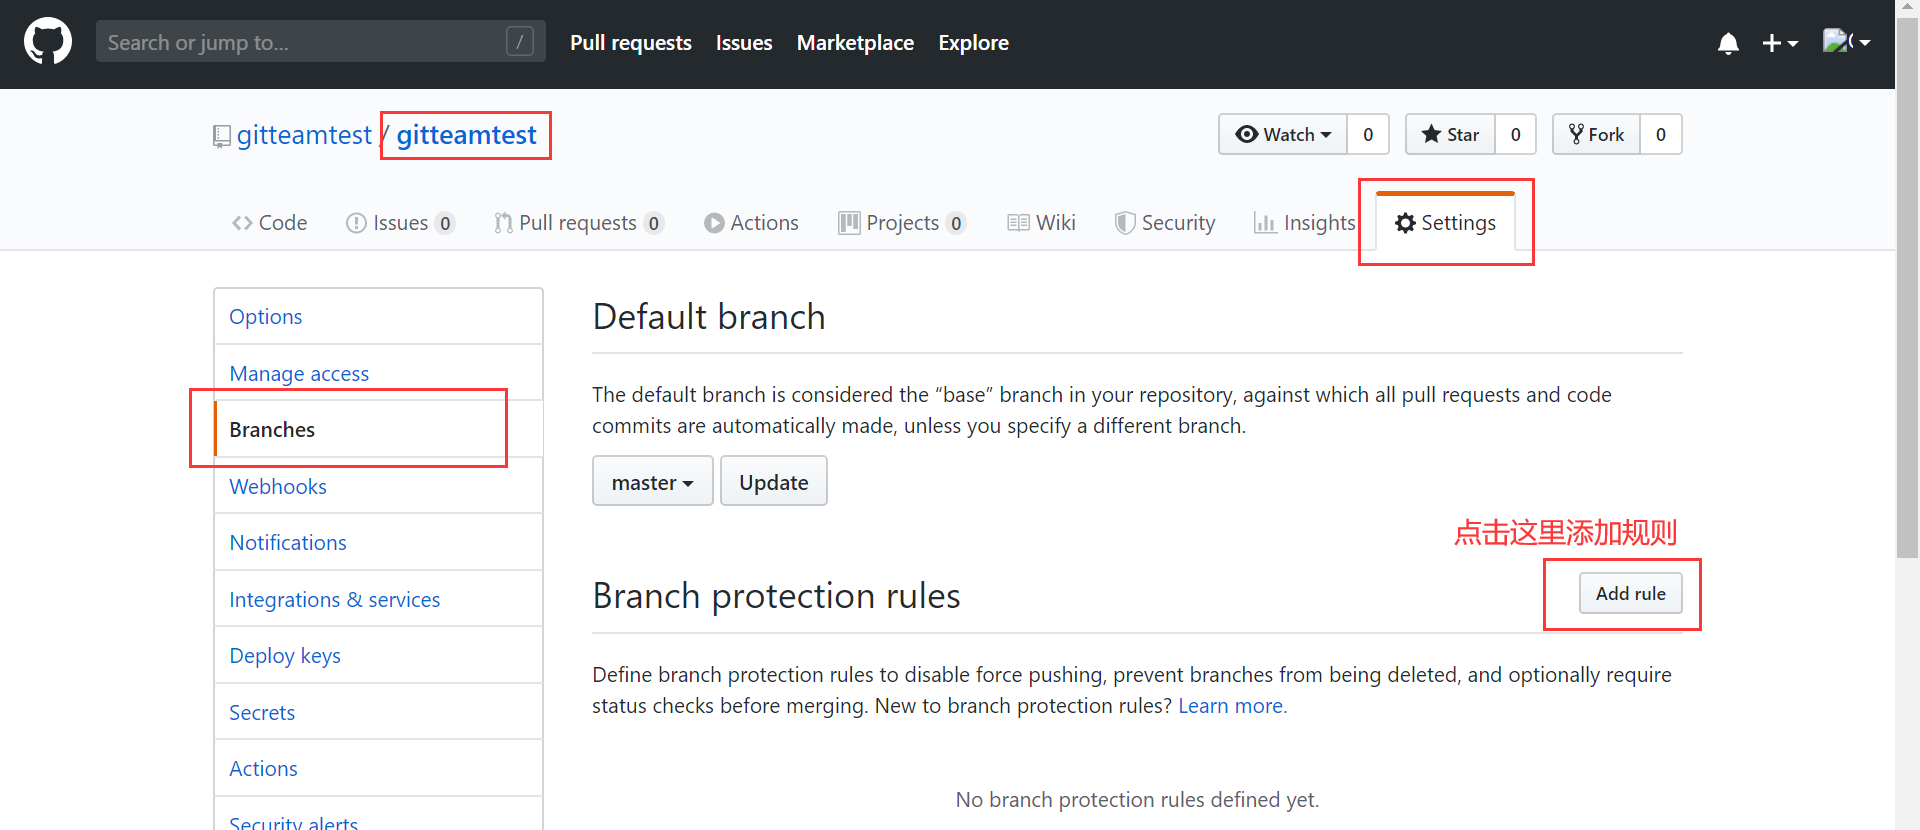 Search or jump to... / Pull requests Issues Marketplace Explore
gitteamtest / gitteamtest Watch 0 Star 0 Fork 0
Code Issues 0 Pull requests 0 Actions Projects 0 Wiki Security Insights Settings
Options
Manage access
Branches
Webhooks
Notifications
Integrations & services
Deploy keys
Secrets
Actions
Security alerts
Default branch
The default branch is considered the “base” branch in your repository, against which all pull requests and code
commits are automatically made, unless you specify a different branch.
master Update
点击这里添加规则
Branch protection rules Add rule
Define branch protection rules to disable force pushing, prevent branches from being deleted, and optionally require
status checks before merging. New to branch protection rules? Learn more.
No branch protection rules defined yet.